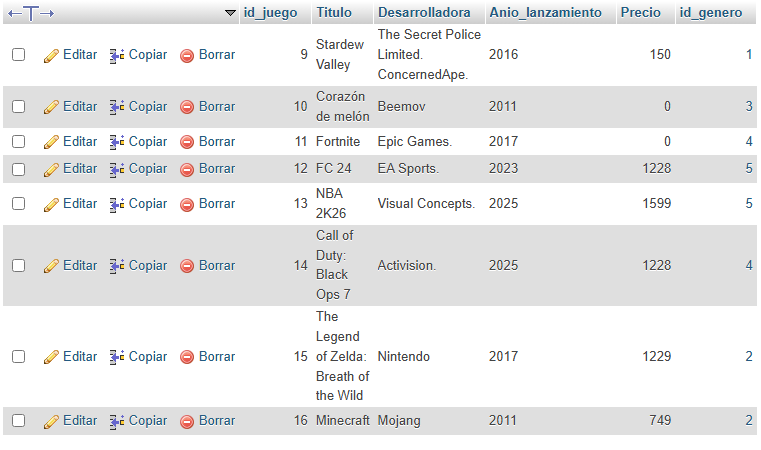 ←T→ id_juego Titulo Desarrolladora Anio_lanzamiento Precio id_genero
Editar Copiar Borrar 9 Stardew Valley The Secret Police Limited. ConcernedApe. 2016 150 1
Editar Copiar Borrar 10 Corazón de melón Beemov 2011 0 3
Editar Copiar Borrar 11 Fortnite Epic Games. 2017 0 4
Editar Copiar Borrar 12 FC 24 EA Sports. 2023 1228 5
Editar Copiar Borrar 13 NBA 2K26 Visual Concepts. 2025 1599 5
Editar Copiar Borrar 14 Call of Duty: Black Ops 7 Activision. 2025 1228 4
Editar Copiar Borrar 15 The Legend of Zelda: Breath of the Wild Nintendo 2017 1229 2
Editar Copiar Borrar 16 Minecraft Mojang 2011 749 2